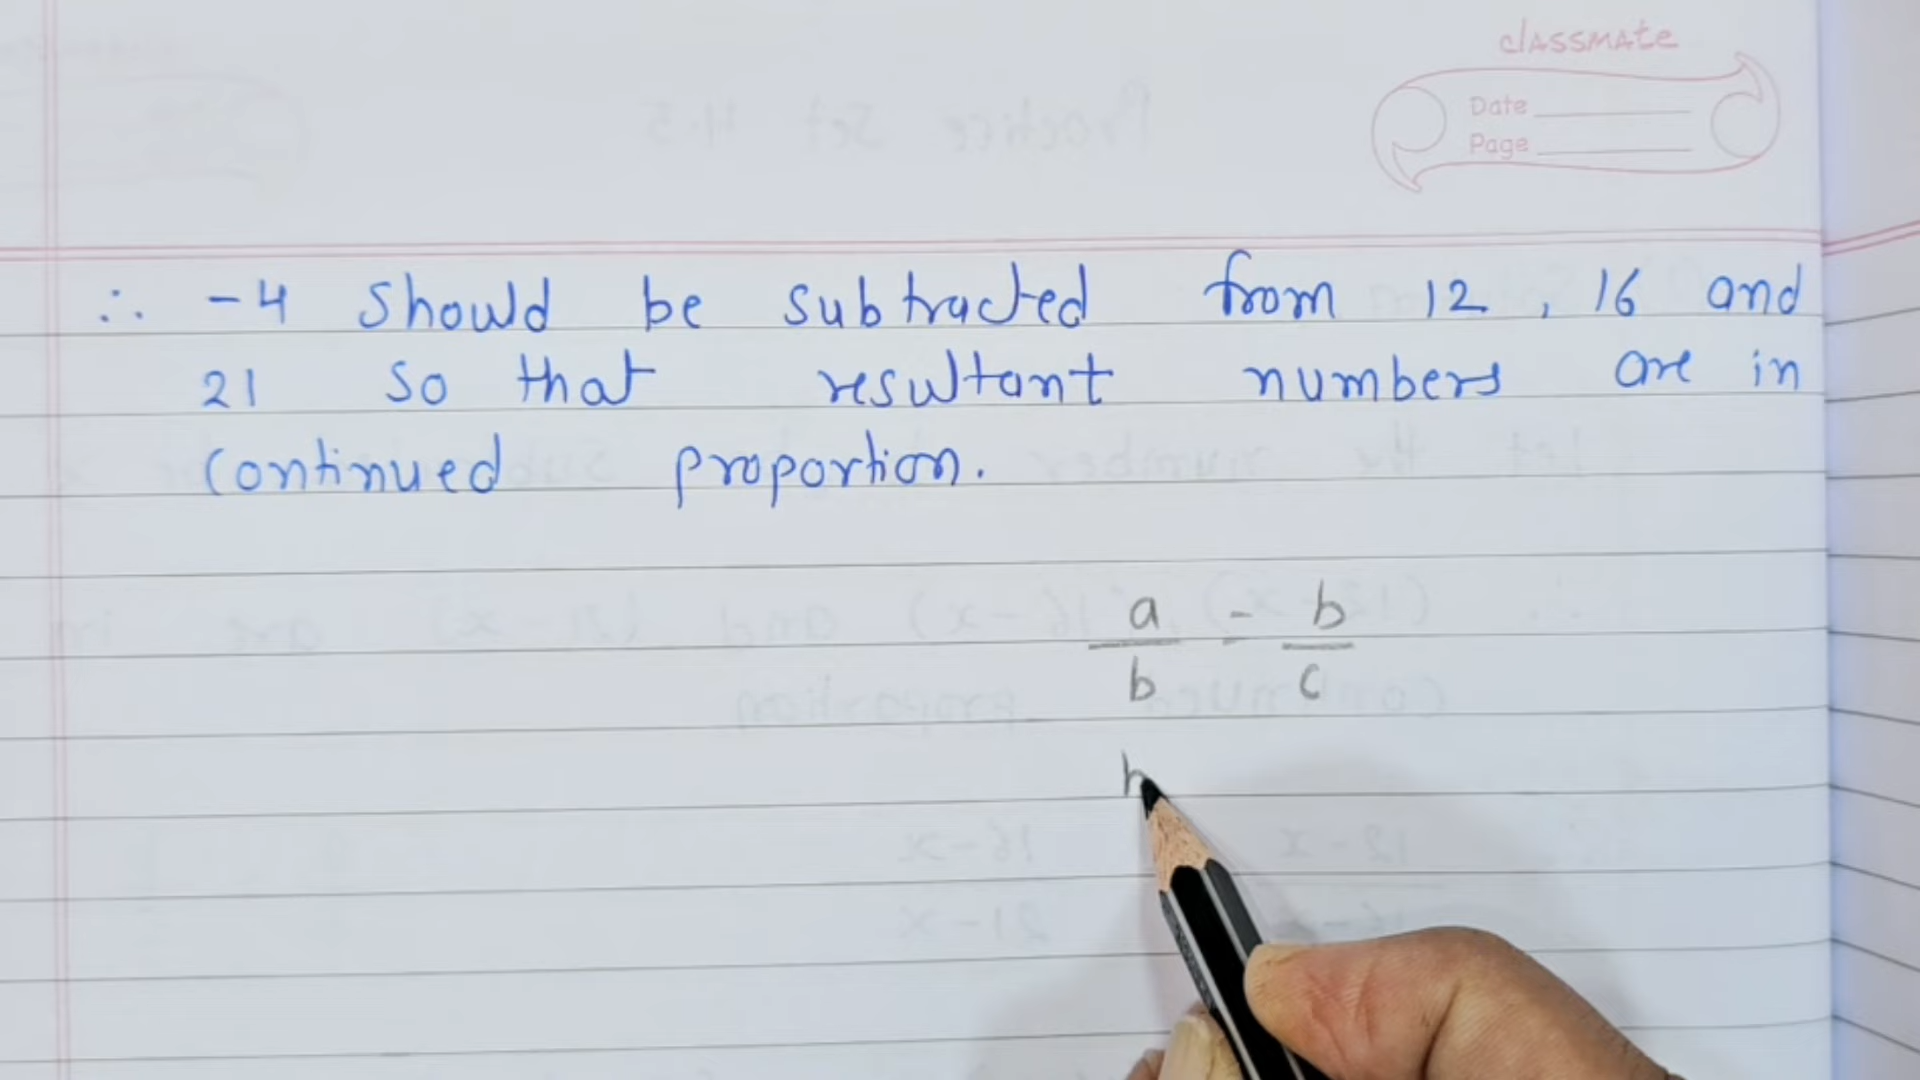 classmate
Date
Page
∴ -4 should be subtracted from 12, 16 and
21 so that resultant numbers are in
continued proportion.
a/b = b/c